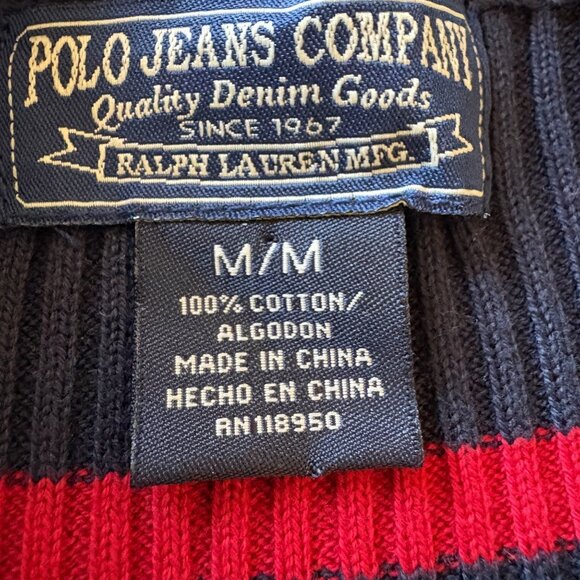 POLO JEANS COMPANY
Quality Denim Goods
SINCE 1967
RALPH LAUREN MFG.
M/M
100% COTTON/
ALGODON
MADE IN CHINA
HECHO EN CHINA
RN118950